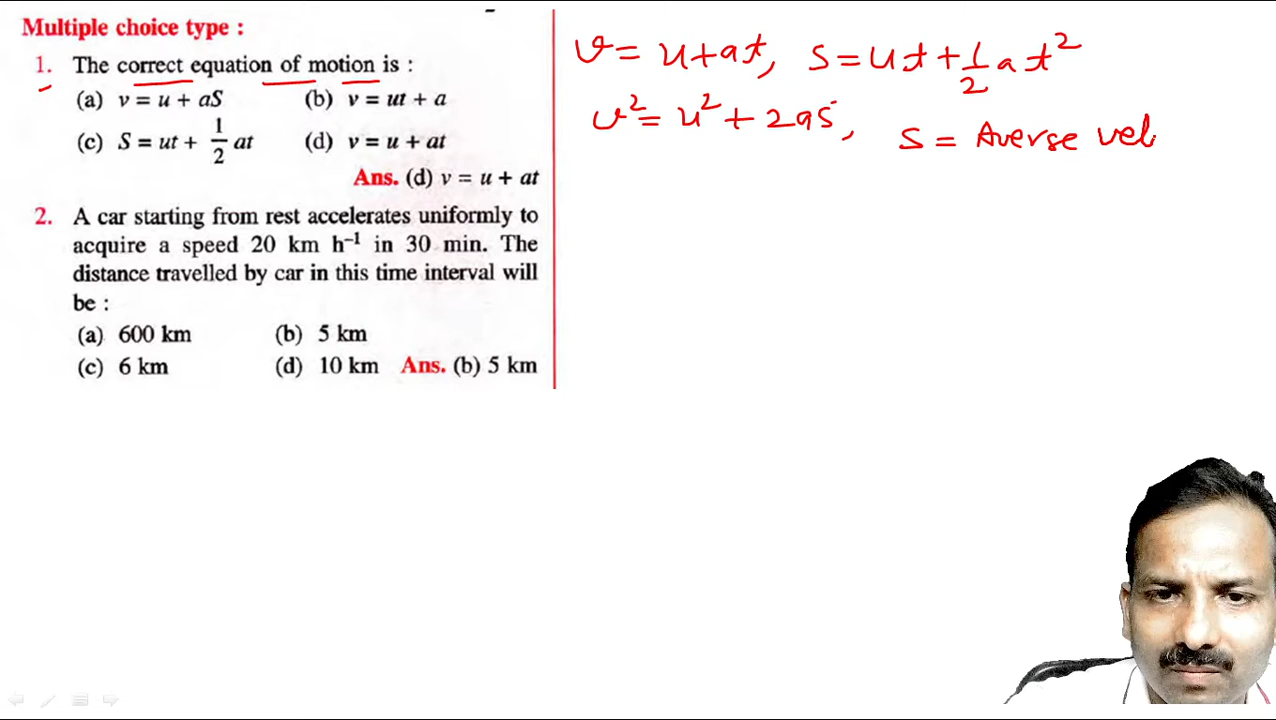 Multiple choice type :
1. The correct equation of motion is :
(a) v = u + aS (b) v = ut + a
(c) S = ut + 1/2 at (d) v = u + at
Ans. (d) v = u + at
2. A car starting from rest accelerates uniformly to
acquire a speed 20 km h⁻¹ in 30 min. The
distance travelled by car in this time interval will
be :
(a) 600 km (b) 5 km
(c) 6 km (d) 10 km Ans. (b) 5 km
v = u + at, s = ut + 1/2 at²
v² = u² + 2as,
s = Averse vel